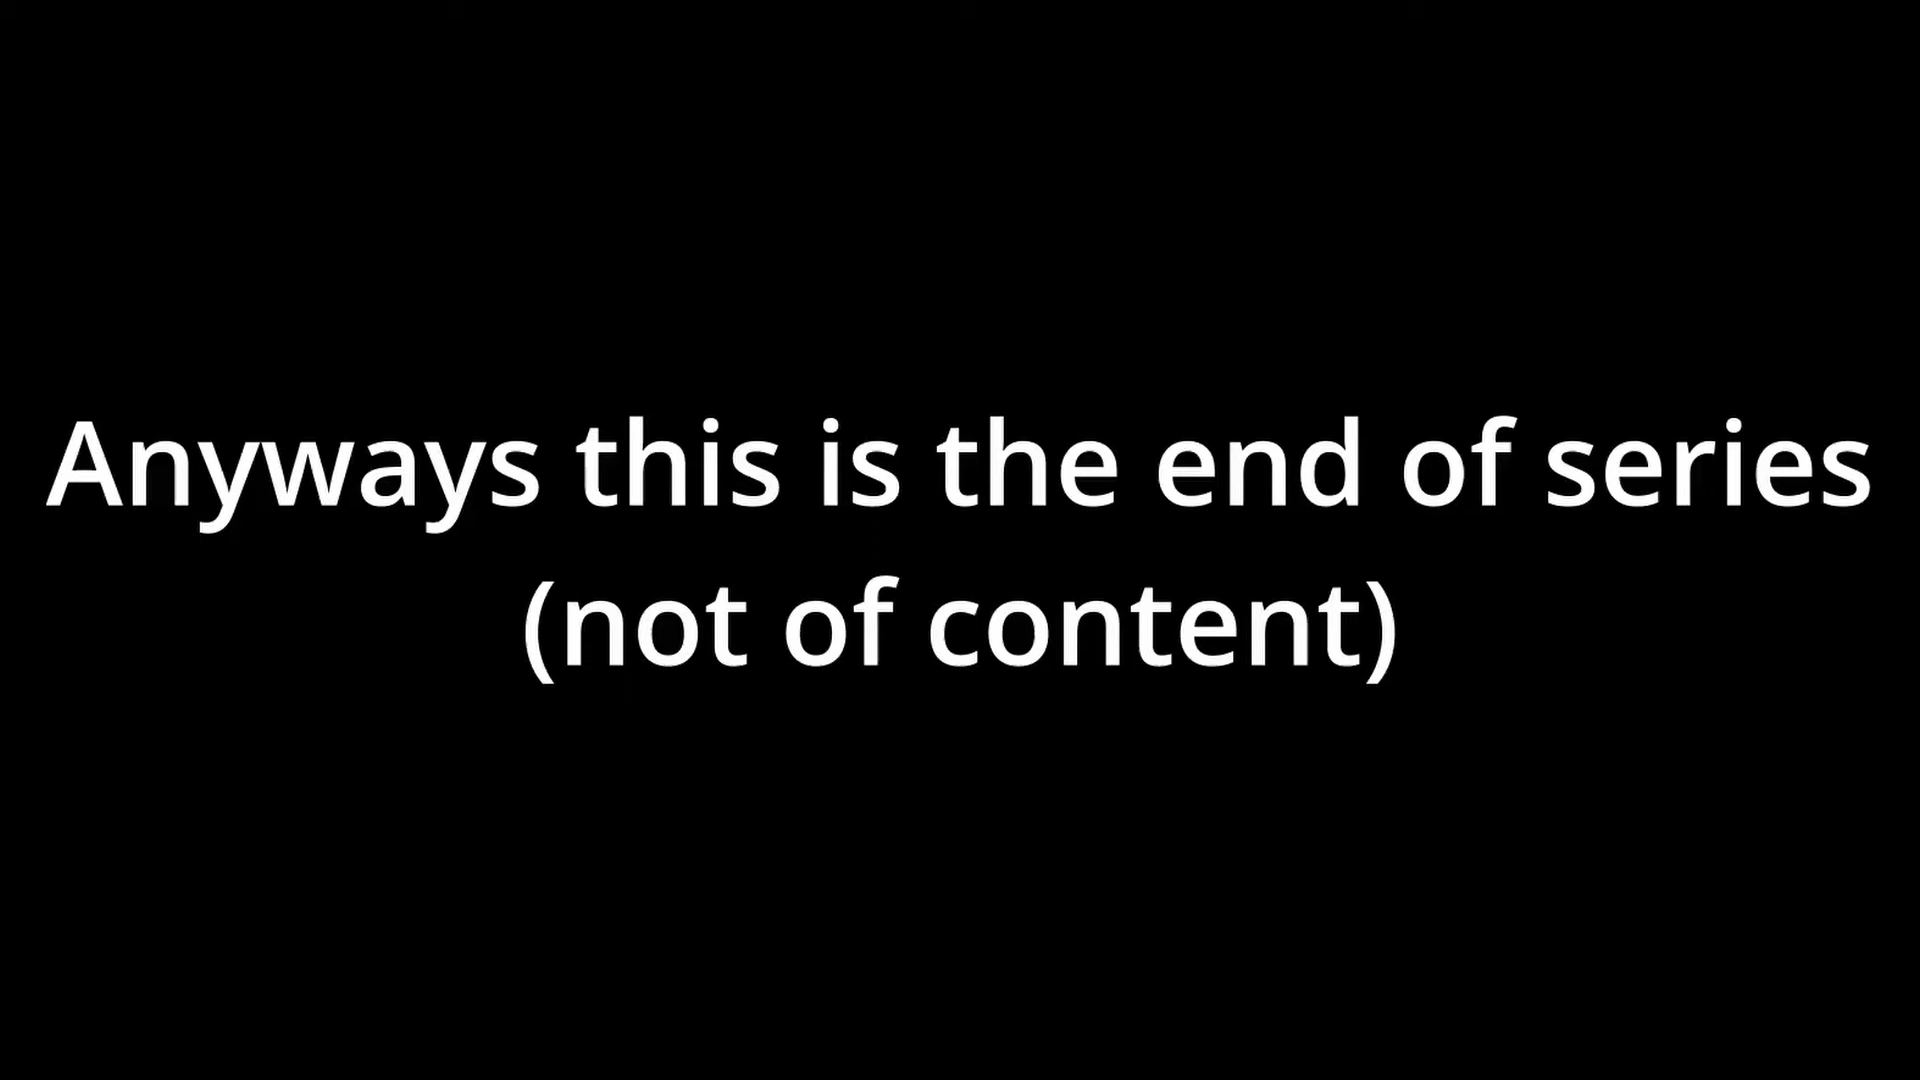 Anyways this is the end of series
(not of content)